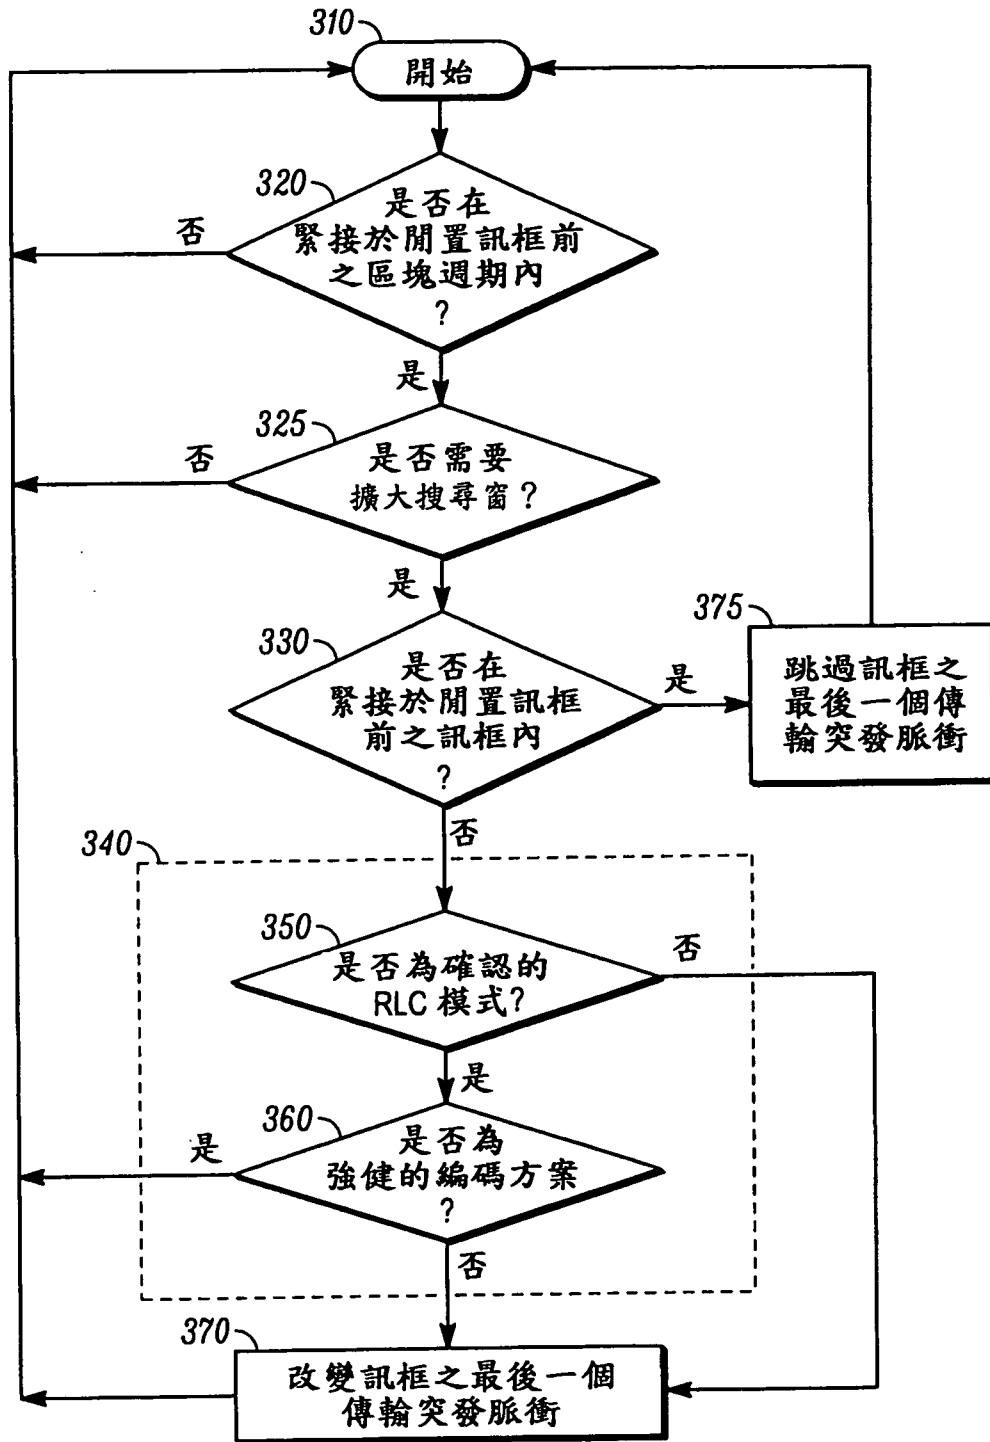 310
開始
320
是否在
緊接於閒置訊框前
之區塊週期內
?
否
是
325
是否需要
擴大搜尋窗?
否
是
330
是否在
緊接於閒置訊框
前之訊框內
?
是
375
跳過訊框之
最後一個傳
輸突發脈衝
否
340
350
是否為確認的
RLC 模式?
否
是
360
是否為
強健的編碼方案
?
是
否
370
改變訊框之最後一個
傳輸突發脈衝